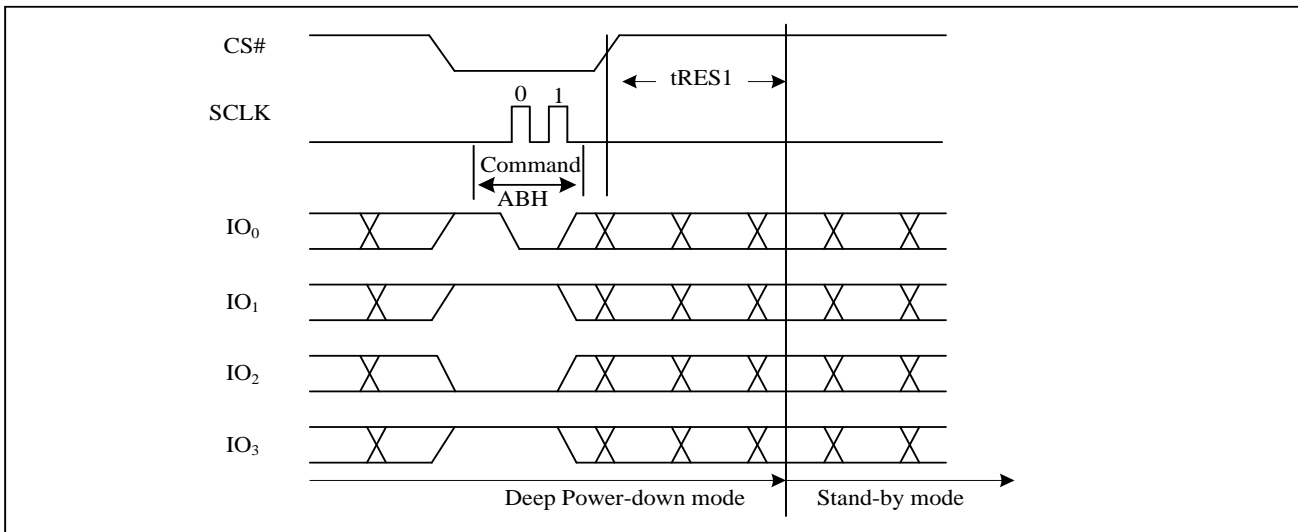 CS#
tRES1
0 1
SCLK
Command
ABH
IO0
IO1
IO2
IO3
Deep Power-down mode Stand-by mode